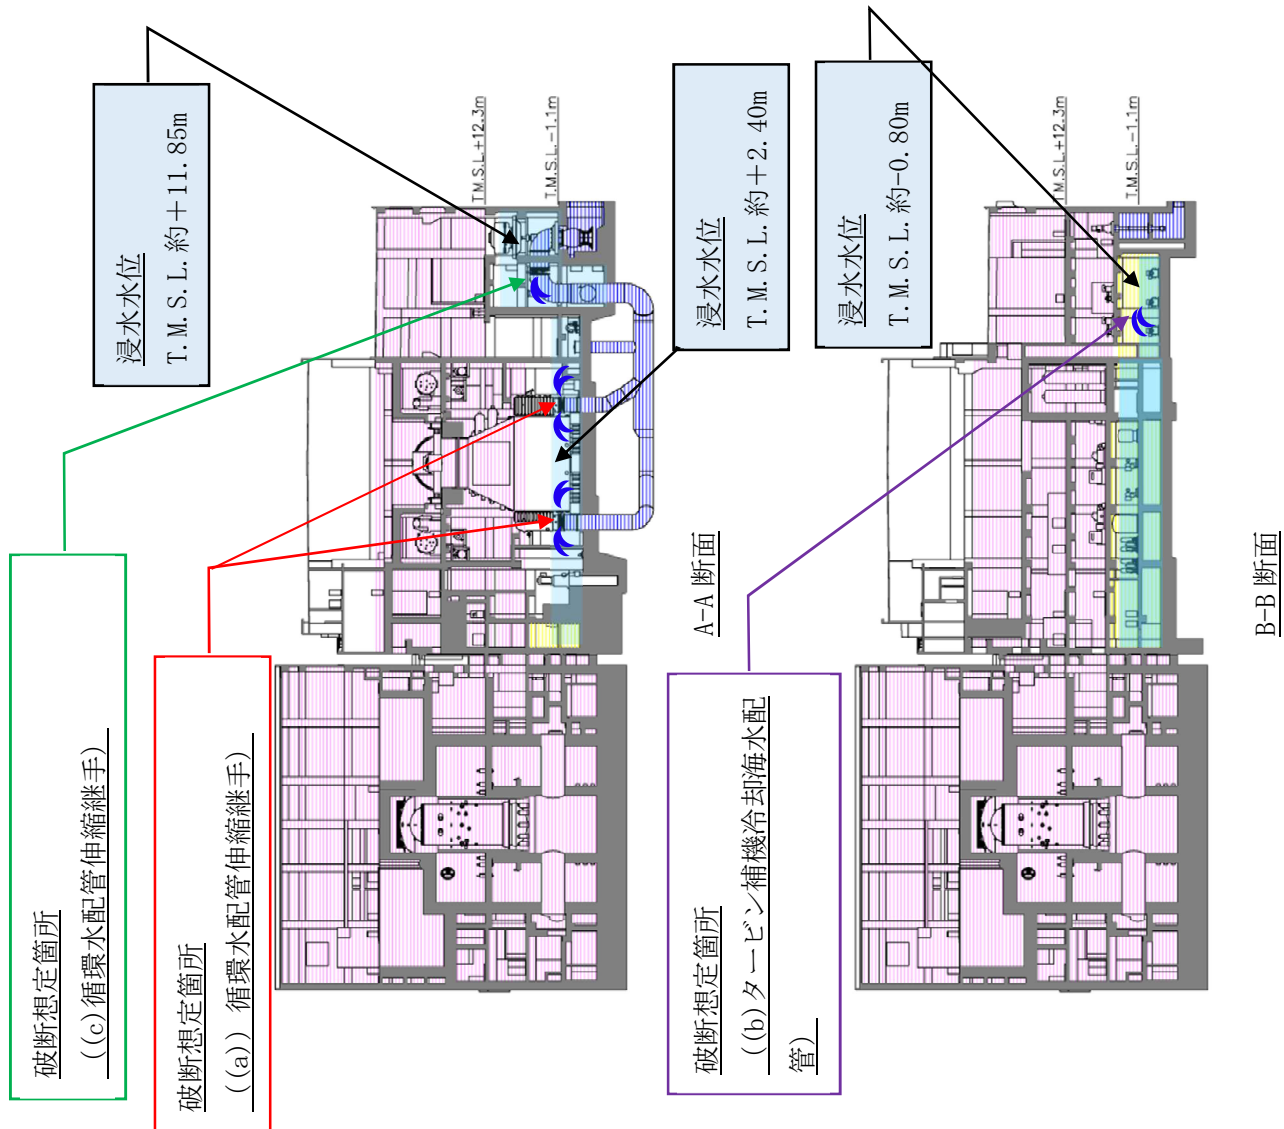 破断想定箇所
((c)循環水配管伸縮継手)
破断想定箇所
((a)) 循環水配管伸縮継手)
浸水水位
T.M.S.L.約＋11.85m
T.M.S.L.+12.3m
T.M.S.L.-1.1m
浸水水位
T.M.S.L.約＋2.40m
A-A 断面
破断想定箇所
((b)タービン補機冷却海水配
管)
浸水水位
T.M.S.L.約-0.80m
T.M.S.L.+12.3m
T.M.S.L.-1.1m
B-B 断面